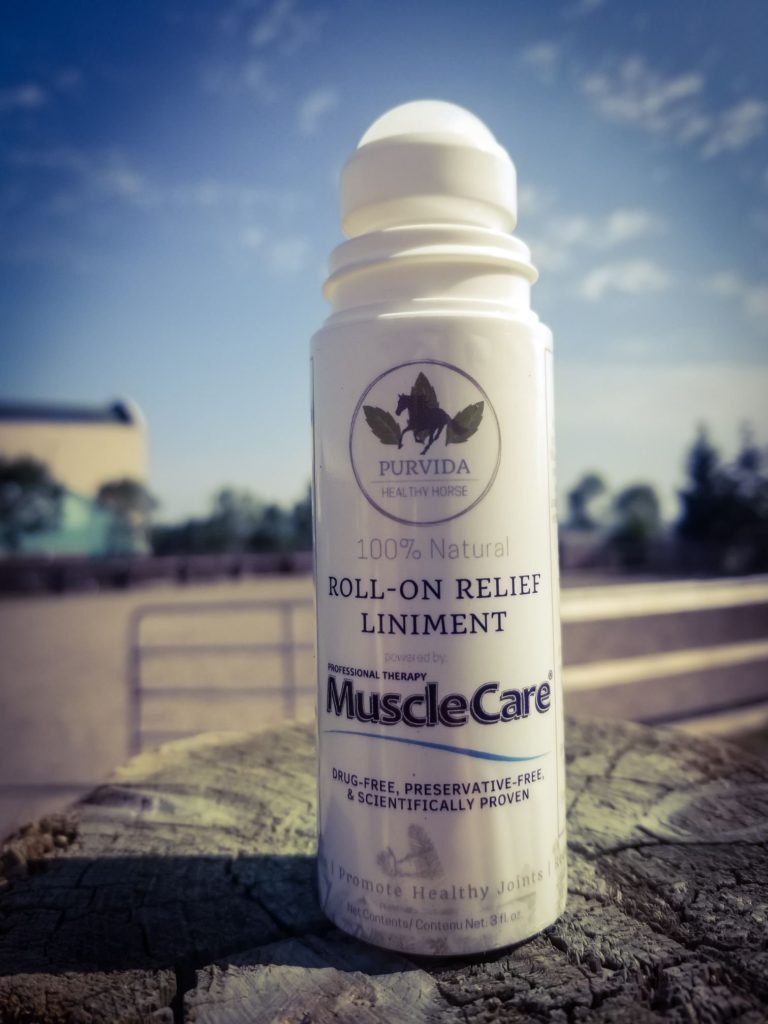 PURVIDA
HEALTHY HORSE
100% Natural
ROLL-ON RELIEF
LINIMENT
powered by:
PROFESSIONAL THERAPY
MuscleCare®
DRUG-FREE, PRESERVATIVE-FREE,
& SCIENTIFICALLY PROVEN
| Promote Healthy Joints |
Net Contents/ Contenu Net: 3 fl. oz.